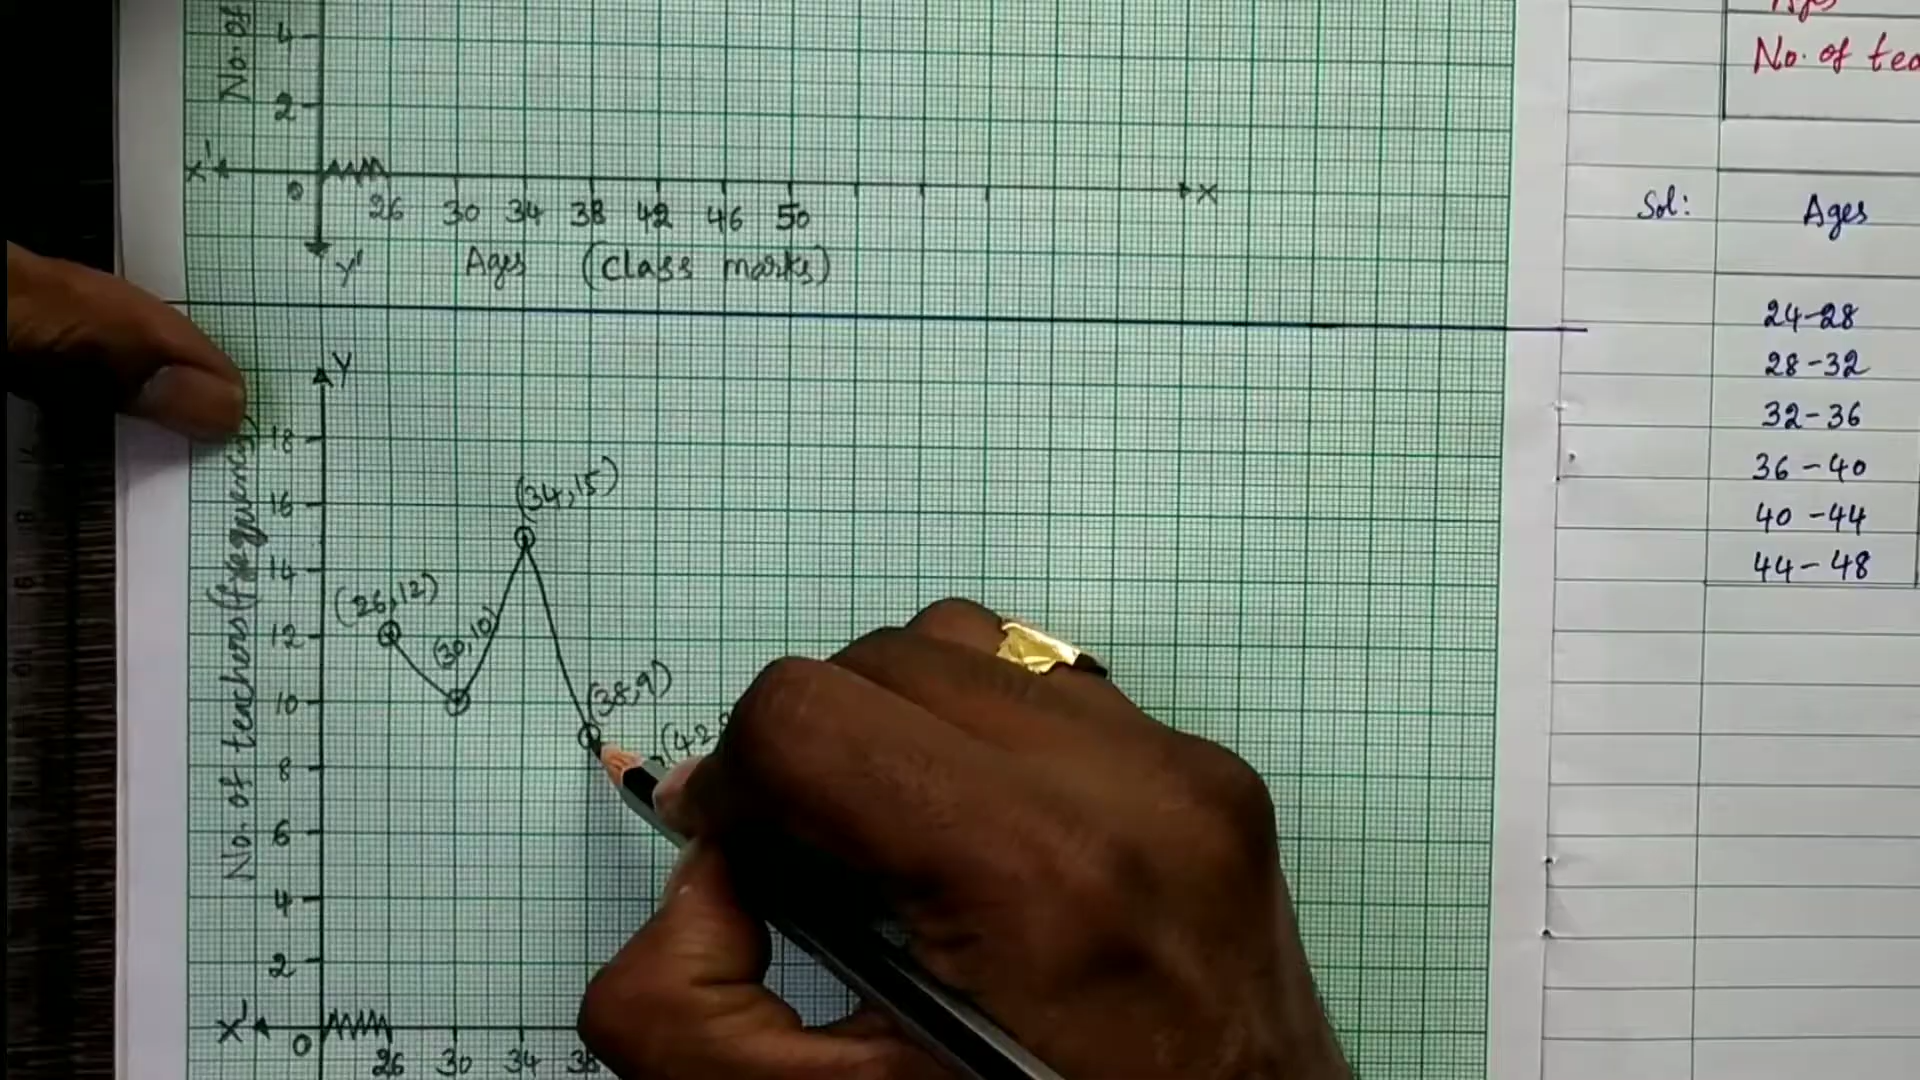 No. of
4
2
X' 0 26 30 34 38 42 46 50 X
Y' Ages (class marks)
Y
No. of teachers (frequency)
18
16
14
12
10
8
6
4
2
(34,15)
(26,12)
(30,10)
(38,9)
(42,
X' 0
26 30 34 38
Ages
No. of tea
Sol: Ages
24-28
28-32
32-36
36-40
40-44
44-48